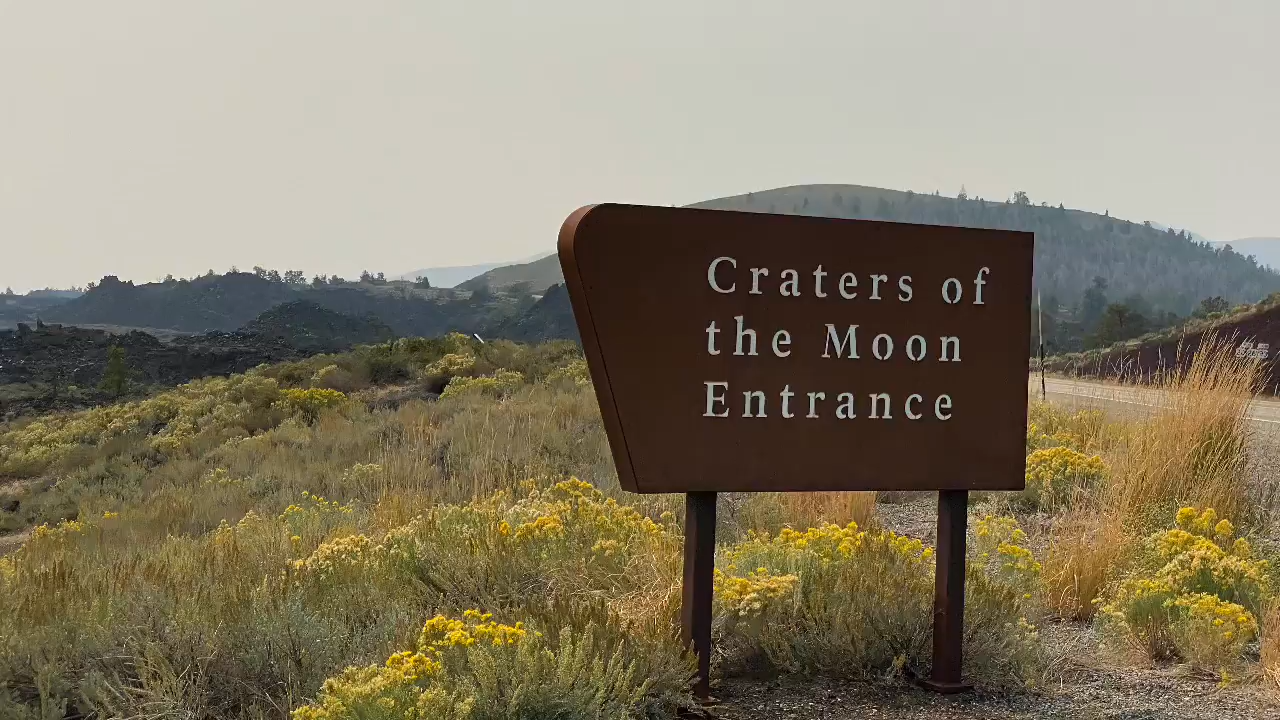 Craters of
the Moon
Entrance